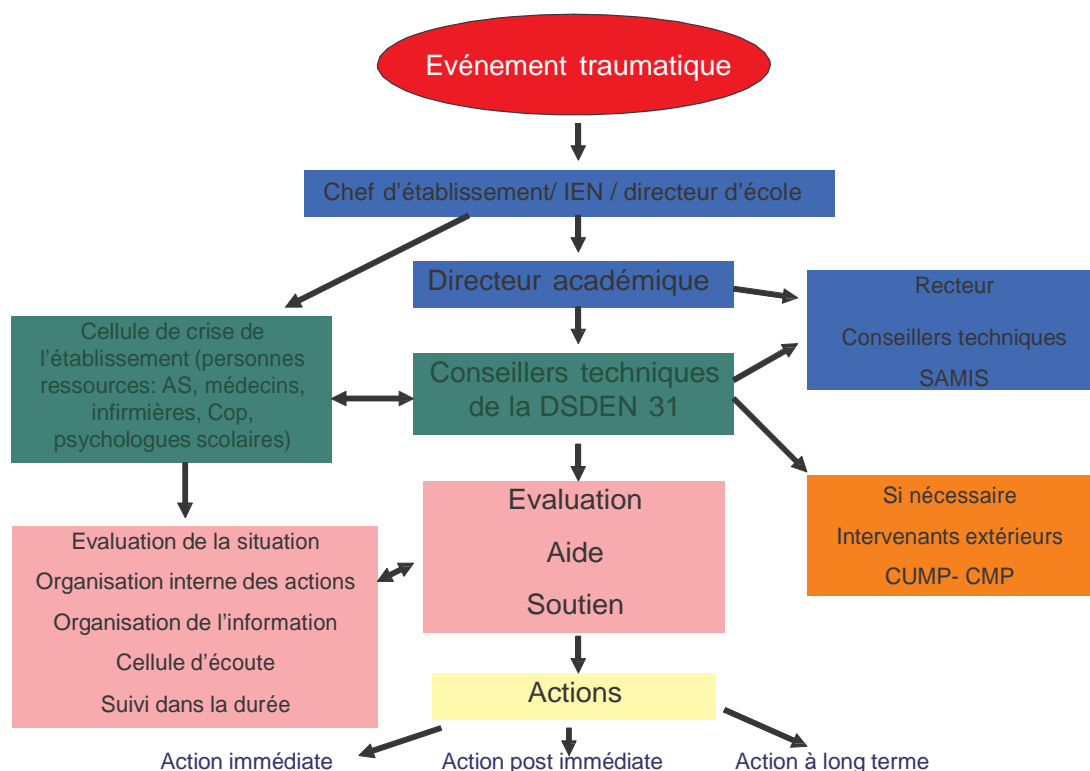 Evénement traumatique
Chef d'établissement/ IEN / directeur d'école
Directeur académique
Recteur
Conseillers techniques
SAMIS
Cellule de crise de
l'établissement (personnes
ressources: AS, médecins,
infirmières, Cop,
psychologues scolaires)
Conseillers techniques
de la DSDEN 31
Si nécessaire
Intervenants extérieurs
CUMP- CMP
Evaluation
Aide
Soutien
Evaluation de la situation
Organisation interne des actions
Organisation de l'information
Cellule d'écoute
Suivi dans la durée
Actions
Action immédiate
Action post immédiate
Action à long terme